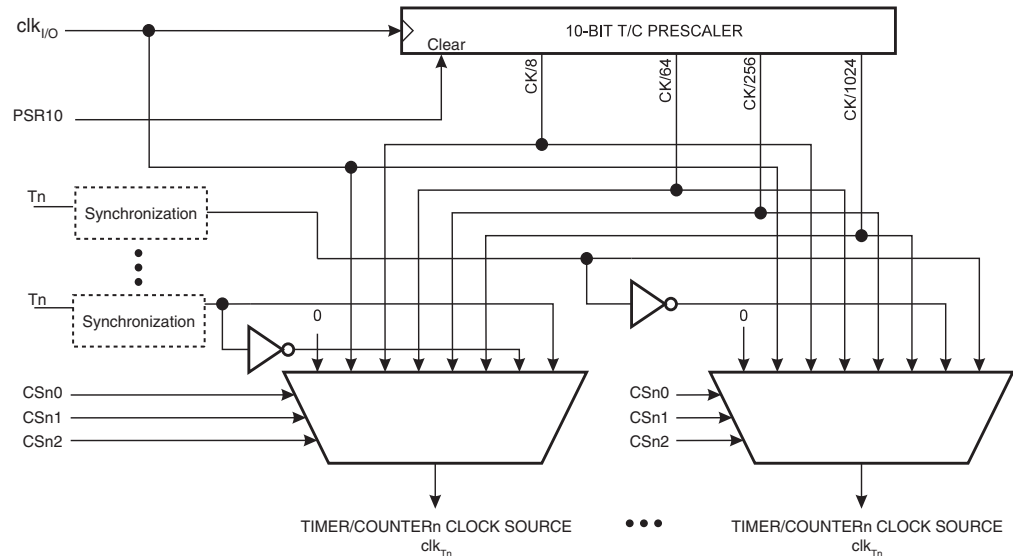 clkI/O
10-BIT T/C PRESCALER
Clear
CK/8
CK/64
CK/256
CK/1024
PSR10
Tn
Synchronization
Tn
Synchronization
0
0
CSn0
CSn1
CSn2
CSn0
CSn1
CSn2
TIMER/COUNTERn CLOCK SOURCE
clkTn
TIMER/COUNTERn CLOCK SOURCE
clkTn